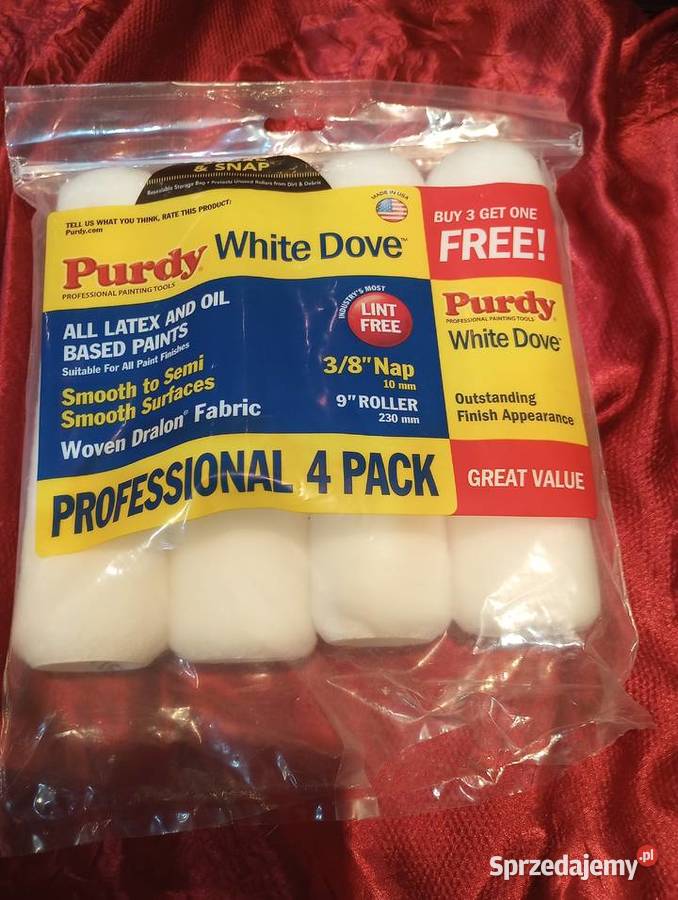 & SNAP
Resealable Storage Bag • Protects Unused Rollers from Dirt & Debris
TELL US WHAT YOU THINK, RATE THIS PRODUCT:
Purdy.com
MADE IN USA
Purdy® White Dove™
PROFESSIONAL PAINTING TOOLS
ALL LATEX AND OIL
BASED PAINTS
Suitable For All Paint Finishes
Smooth to Semi
Smooth Surfaces
Woven Dralon® Fabric
INDUSTRY'S MOST
LINT
FREE
3/8" Nap
10 mm
9" ROLLER
230 mm
PROFESSIONAL 4 PACK
BUY 3 GET ONE
FREE!
Purdy®
PROFESSIONAL PAINTING TOOLS
White Dove™
Outstanding
Finish Appearance
GREAT VALUE
Sprzedajemy.pl